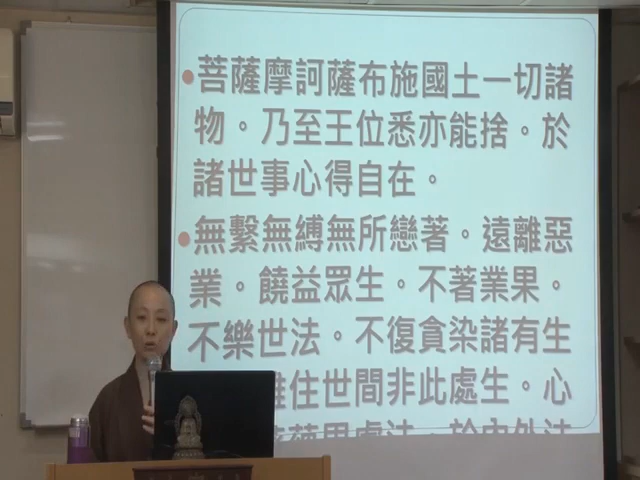 •菩薩摩訶薩布施國土一切諸
物。乃至王位悉亦能捨。於
諸世事心得自在。
•無繫無縛無所戀著。遠離惡
業。饒益眾生。不著業果。
不樂世法。不復貪染諸有生
住世間非此處生。心